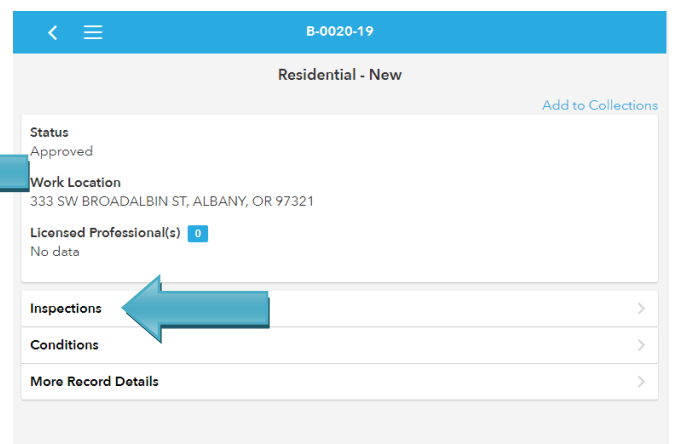 B-0020-19
Residential - New
Add to Collections
Status
Approved
Work Location
333 SW BROADALBIN ST, ALBANY, OR 97321
Licensed Professional(s) 0
No data
Inspections
Conditions
More Record Details